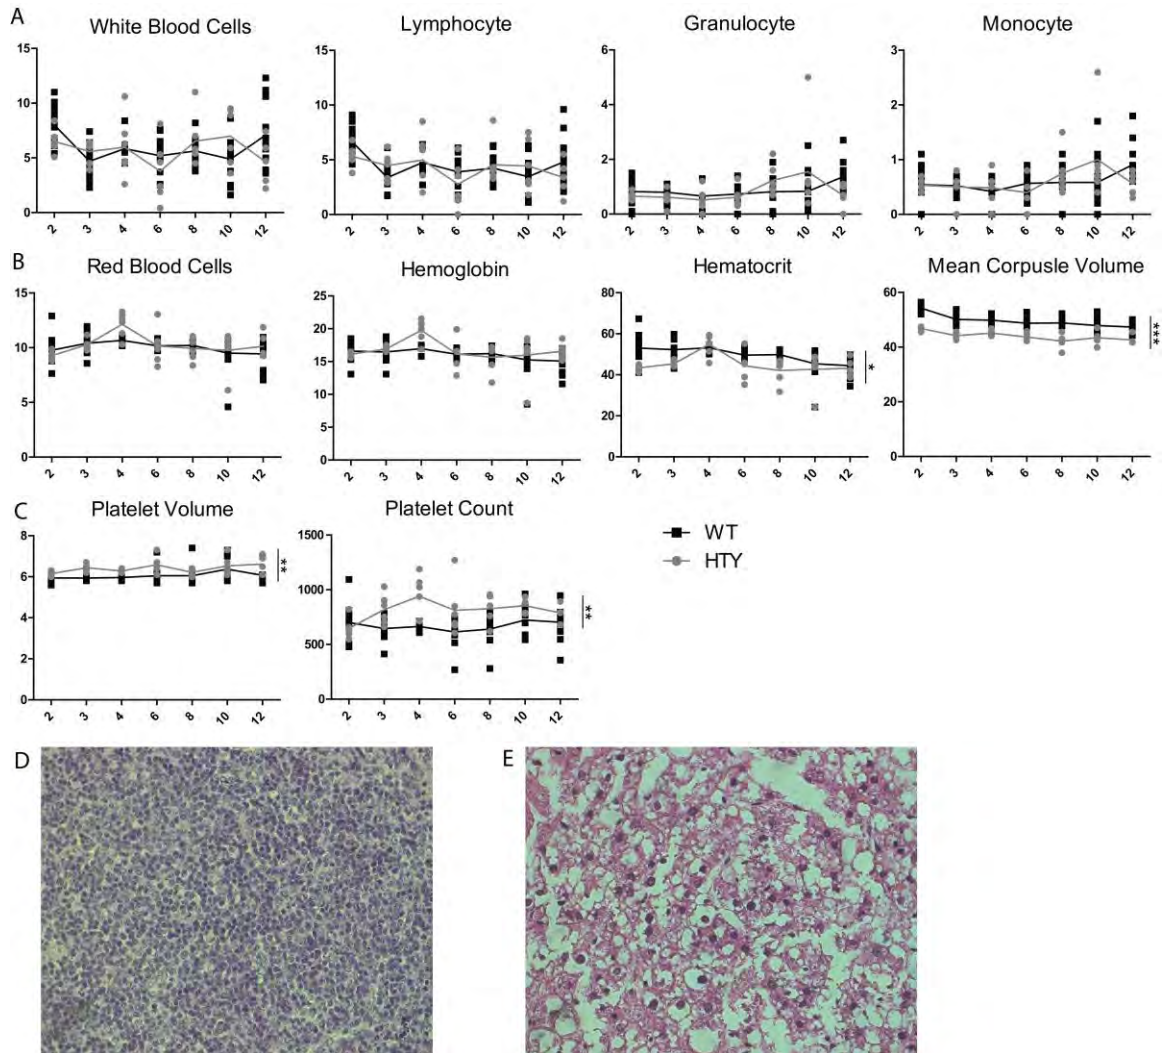 A
White Blood Cells
Lymphocyte
Granulocyte
Monocyte
15
10
5
0
2 3 4 6 8 10 12
15
10
5
0
2 3 4 6 8 10 12
6
4
2
0
2 3 4 6 8 10 12
3
2
1
0
2 3 4 6 8 10 12
B
Red Blood Cells
Hemoglobin
Hematocrit
Mean Corpusle Volume
15
10
5
0
2 3 4 6 8 10 12
25
20
15
10
5
0
2 3 4 6 8 10 12
80
60
40
20
0
2 3 4 6 8 10 12
*
60
40
20
0
2 3 4 6 8 10 12
***
C
Platelet Volume
Platelet Count
8
6
4
2
0
2 3 4 6 8 10 12
**
1500
1000
500
0
2 3 4 6 8 10 12
**
WT
HTY
D
E